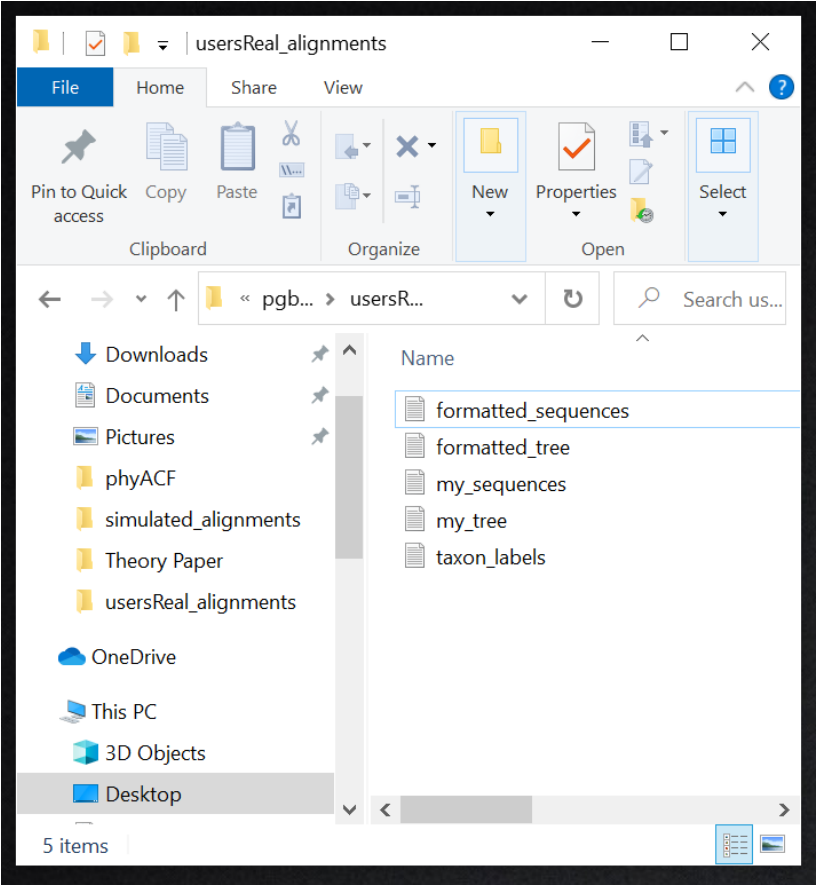 usersReal_alignments
File Home Share View
?
Pin to Quick access
Copy
Paste
W...
New
Properties
Select
Clipboard Organize Open
« pgb... usersR...
Search us...
Downloads
Documents
Pictures
phyACF
simulated_alignments
Theory Paper
usersReal_alignments
OneDrive
This PC
3D Objects
Desktop
Name
formatted_sequences
formatted_tree
my_sequences
my_tree
taxon_labels
5 items